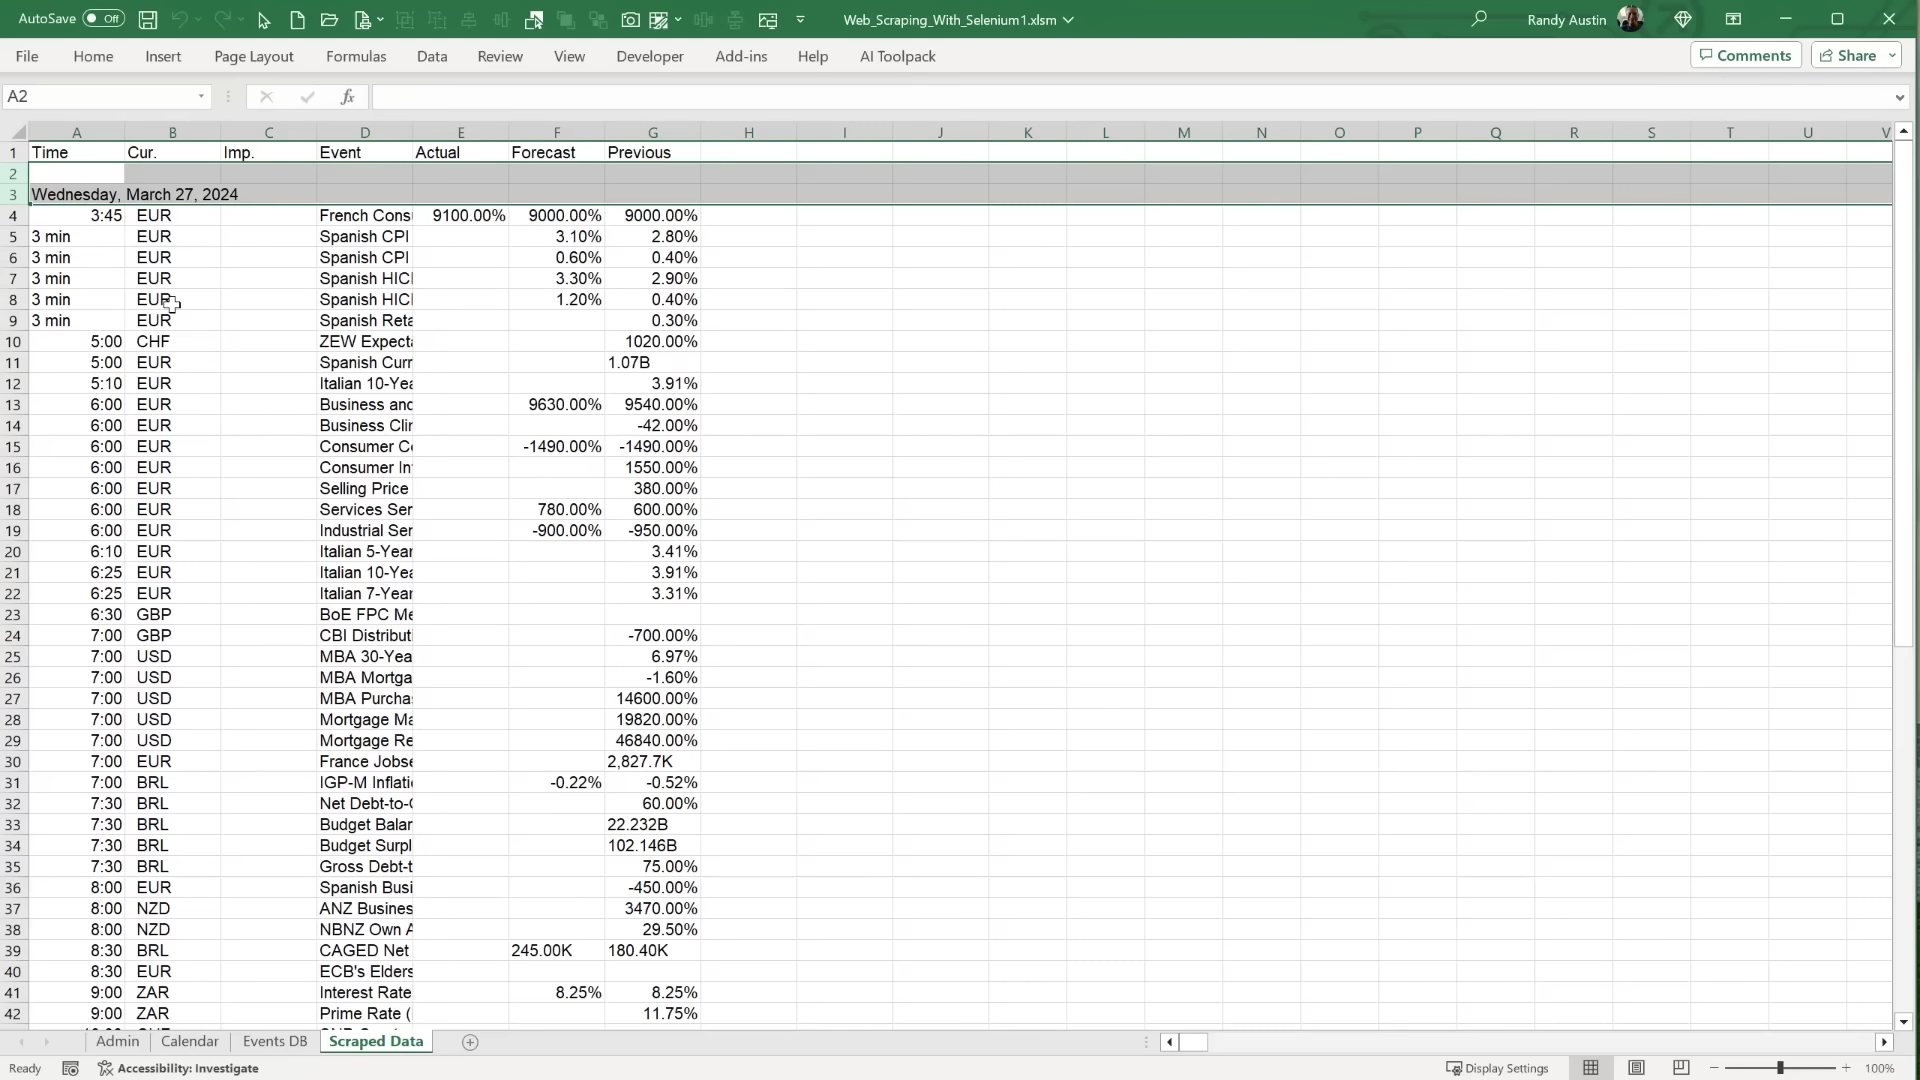 AutoSave Off Web_Scraping_With_Selenium1.xlsm Randy Austin
File Home Insert Page Layout Formulas Data Review View Developer Add-ins Help AI Toolpack Comments Share
A2 fx
A B C D E F G H I J K L M N O P Q R S T U V
1 Time Cur. Imp. Event Actual Forecast Previous
2
3 Wednesday, March 27, 2024
4 3:45 EUR French Cons 9100.00% 9000.00% 9000.00%
5 3 min EUR Spanish CPI 3.10% 2.80%
6 3 min EUR Spanish CPI 0.60% 0.40%
7 3 min EUR Spanish HICI 3.30% 2.90%
8 3 min EUR Spanish HICI 1.20% 0.40%
9 3 min EUR Spanish Reta 0.30%
10 5:00 CHF ZEW Expecta 1020.00%
11 5:00 EUR Spanish Curr 1.07B
12 5:10 EUR Italian 10-Yea 3.91%
13 6:00 EUR Business and 9630.00% 9540.00%
14 6:00 EUR Business Clir -42.00%
15 6:00 EUR Consumer Co -1490.00% -1490.00%
16 6:00 EUR Consumer In 1550.00%
17 6:00 EUR Selling Price 380.00%
18 6:00 EUR Services Ser 780.00% 600.00%
19 6:00 EUR Industrial Ser -900.00% -950.00%
20 6:10 EUR Italian 5-Year 3.41%
21 6:25 EUR Italian 10-Yea 3.91%
22 6:25 EUR Italian 7-Year 3.31%
23 6:30 GBP BoE FPC Me
24 7:00 GBP CBI Distributi -700.00%
25 7:00 USD MBA 30-Yea 6.97%
26 7:00 USD MBA Mortga -1.60%
27 7:00 USD MBA Purcha 14600.00%
28 7:00 USD Mortgage Ma 19820.00%
29 7:00 USD Mortgage Re 46840.00%
30 7:00 EUR France Jobse 2,827.7K
31 7:00 BRL IGP-M Inflati -0.22% -0.52%
32 7:30 BRL Net Debt-to-G 60.00%
33 7:30 BRL Budget Balar 22.232B
34 7:30 BRL Budget Surpl 102.146B
35 7:30 BRL Gross Debt-t 75.00%
36 8:00 EUR Spanish Busi -450.00%
37 8:00 NZD ANZ Busines 3470.00%
38 8:00 NZD NBNZ Own A 29.50%
39 8:30 BRL CAGED Net 245.00K 180.40K
40 8:30 EUR ECB's Elders
41 9:00 ZAR Interest Rate 8.25% 8.25%
42 9:00 ZAR Prime Rate ( 11.75%
Admin Calendar Events DB Scraped Data
Ready Accessibility: Investigate Display Settings 100%